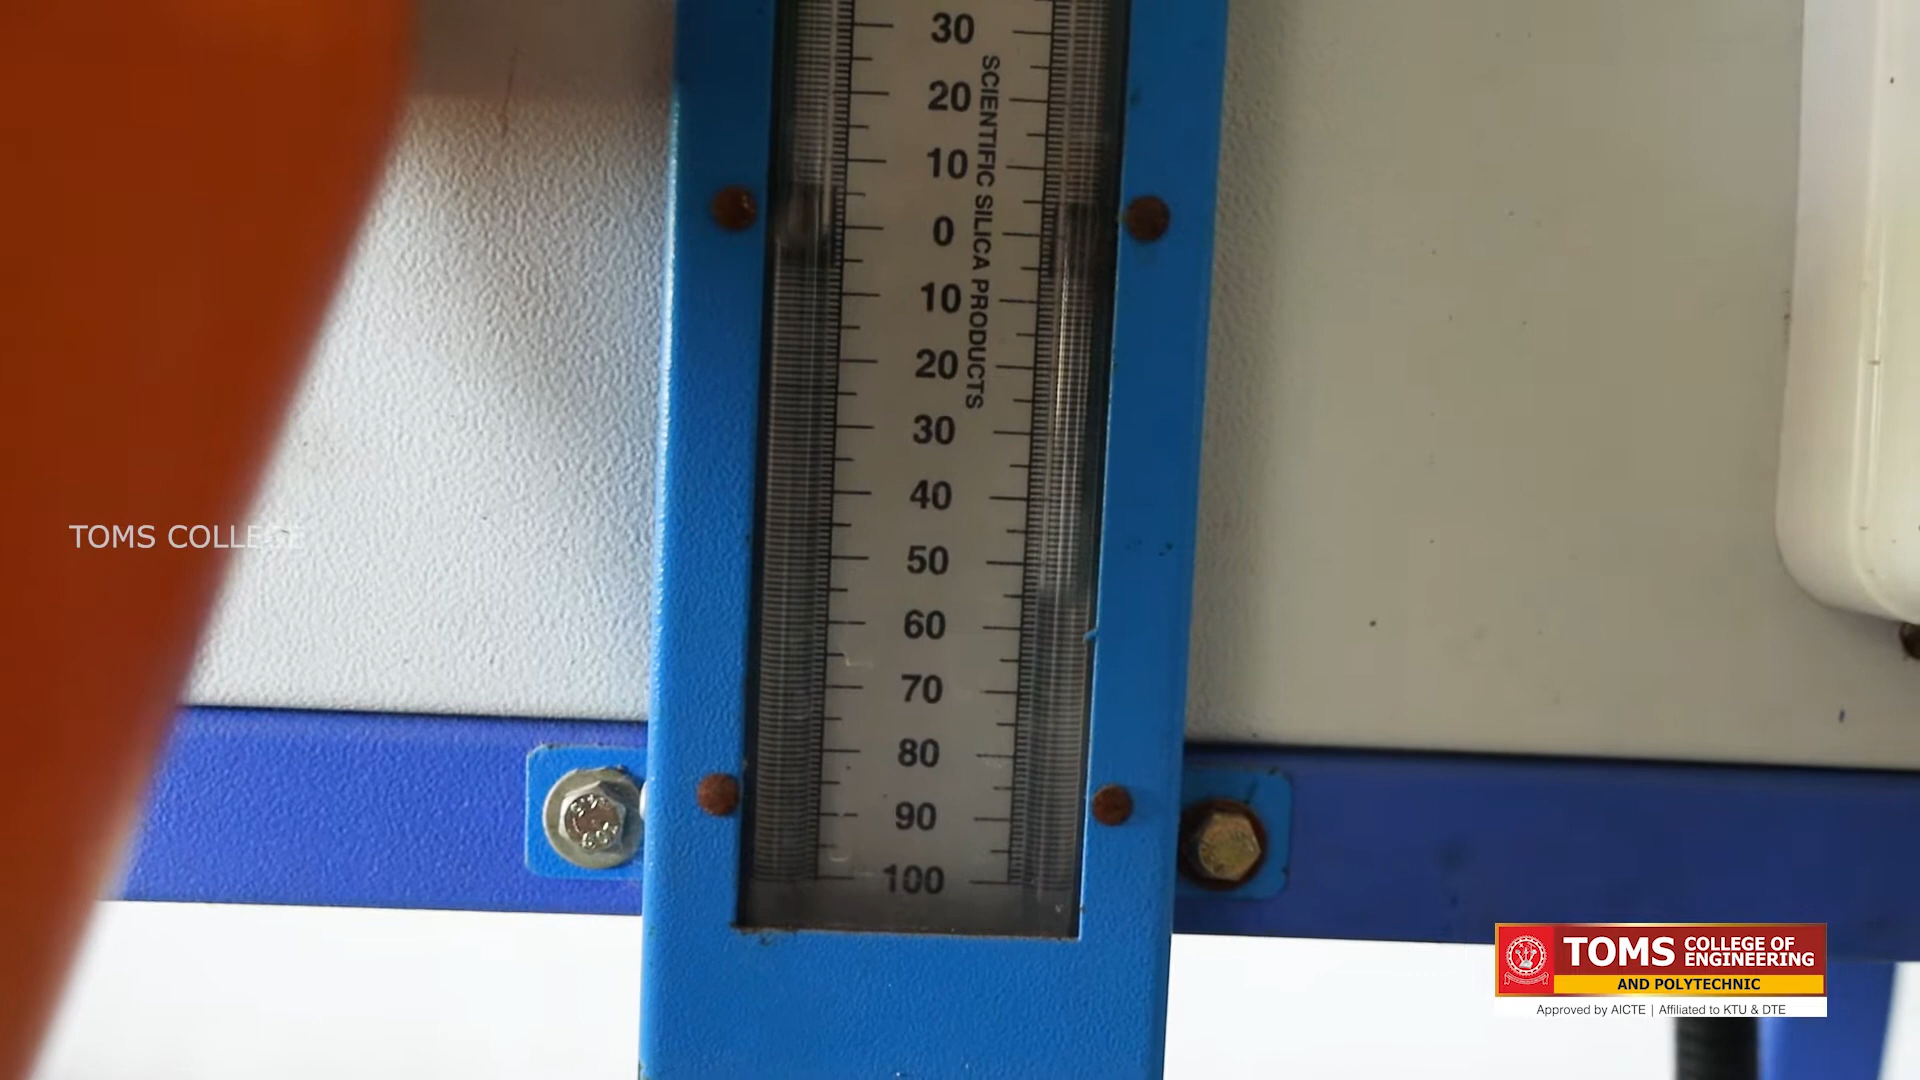 30
20
10
0
10
20
30
40
50
60
70
80
90
100
SCIENTIFIC SILICA PRODUCTS
TOMS COLLEGE
TOMS COLLEGE OF
ENGINEERING
AND POLYTECHNIC
Approved by AICTE | Affiliated to KTU & DTE